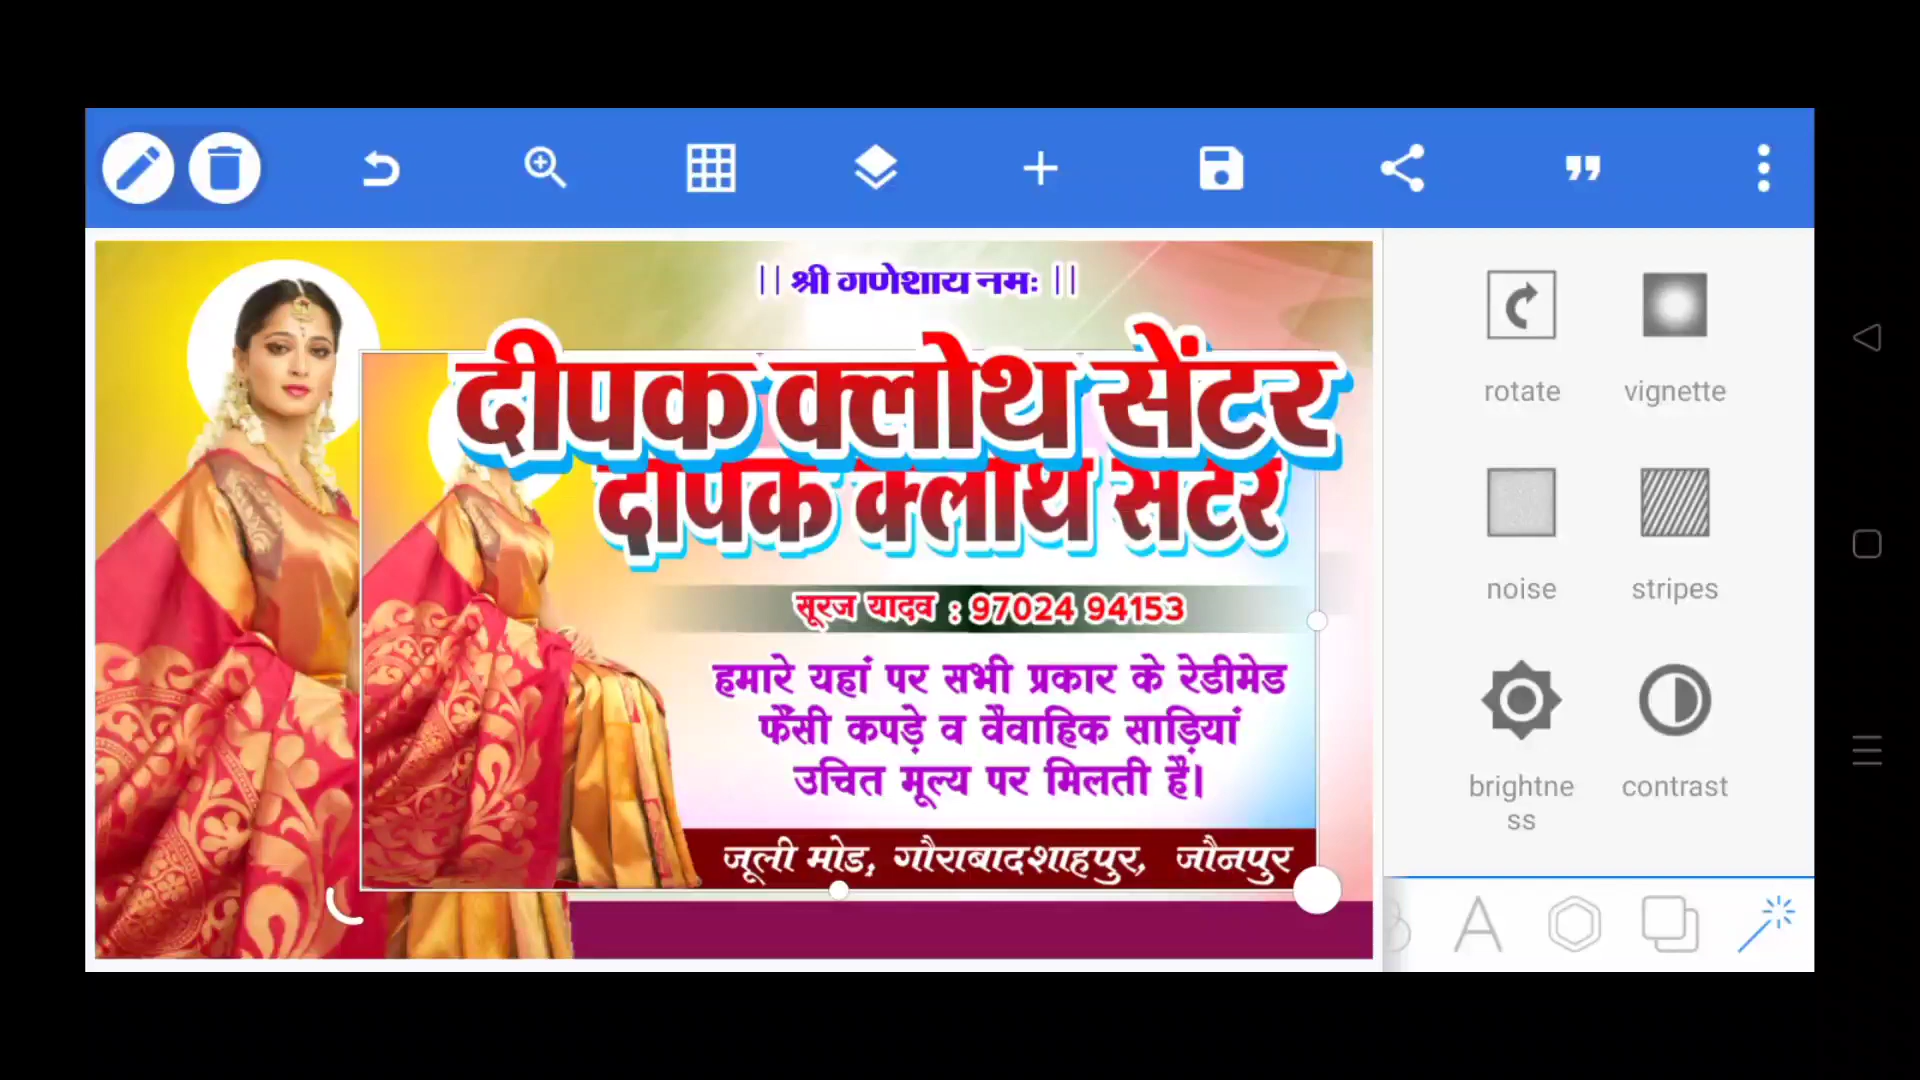 || श्री गणेशाय नमः ||
दीपक क्लोथ सेंटर
दीपक क्लोथ सेंटर
सूरज यादव : 97024 94153
हमारे यहां पर सभी प्रकार के रेडीमेड
फैंसी कपड़े व वैवाहिक साड़ियां
उचित मूल्य पर मिलती है।
जूली मोड, गौराबादशाहपुर, जौनपुर
rotate vignette
noise stripes
brightne contrast
ss